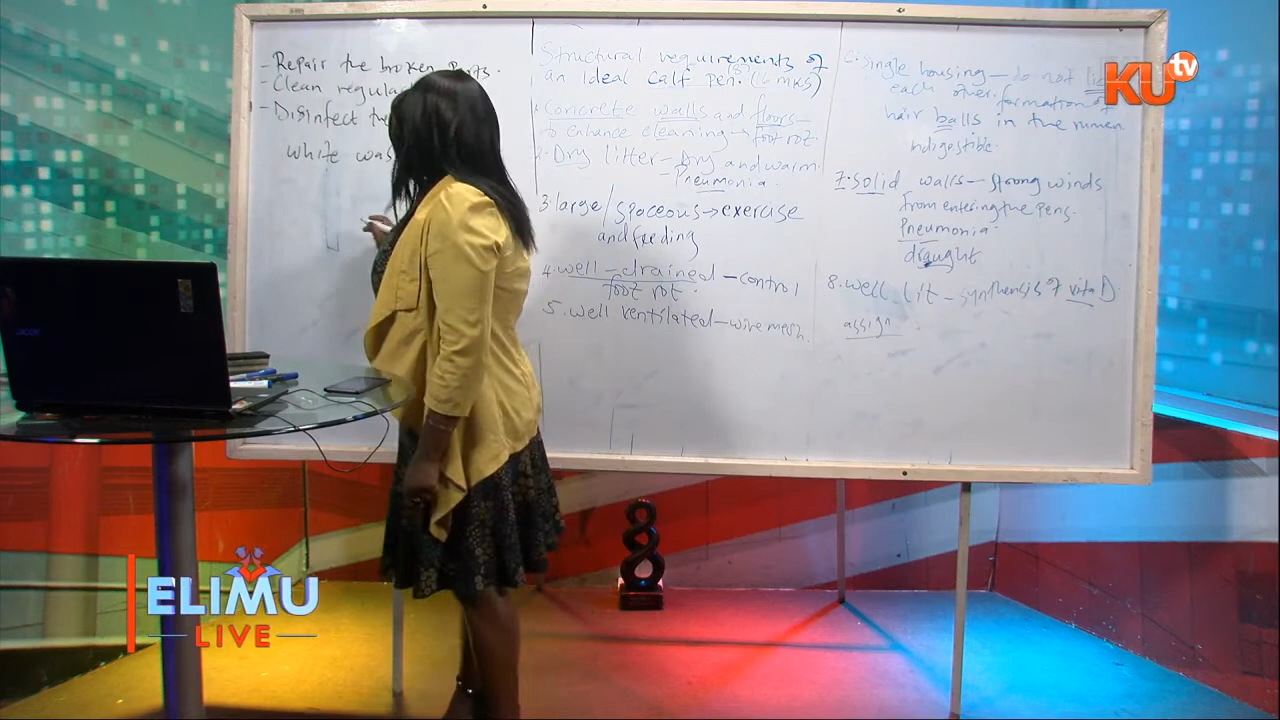 - Repair the broken parts.
- Clean regula
- Disinfect the
white was
Structural requirements of
an ideal calf pen. (6 mks)
1. Concrete walls and floors -
to enhance cleaning → foot rot.
2. Dry litter - Dry and warm.
- Pneumonia.
3 large / spaceous → exercise
and feeding
4. well - drained - control
foot rot.
5. well ventilated - wire mesh.
6. single housing - do not
each other. formation of
hair balls in the rumen
indigestible.
7. Solid walls - strong winds
from entering the pens.
Pneumonia.
draught
8. well lit - synthesis of vita D.
assign
KU tv
acer
ELIMU
LIVE